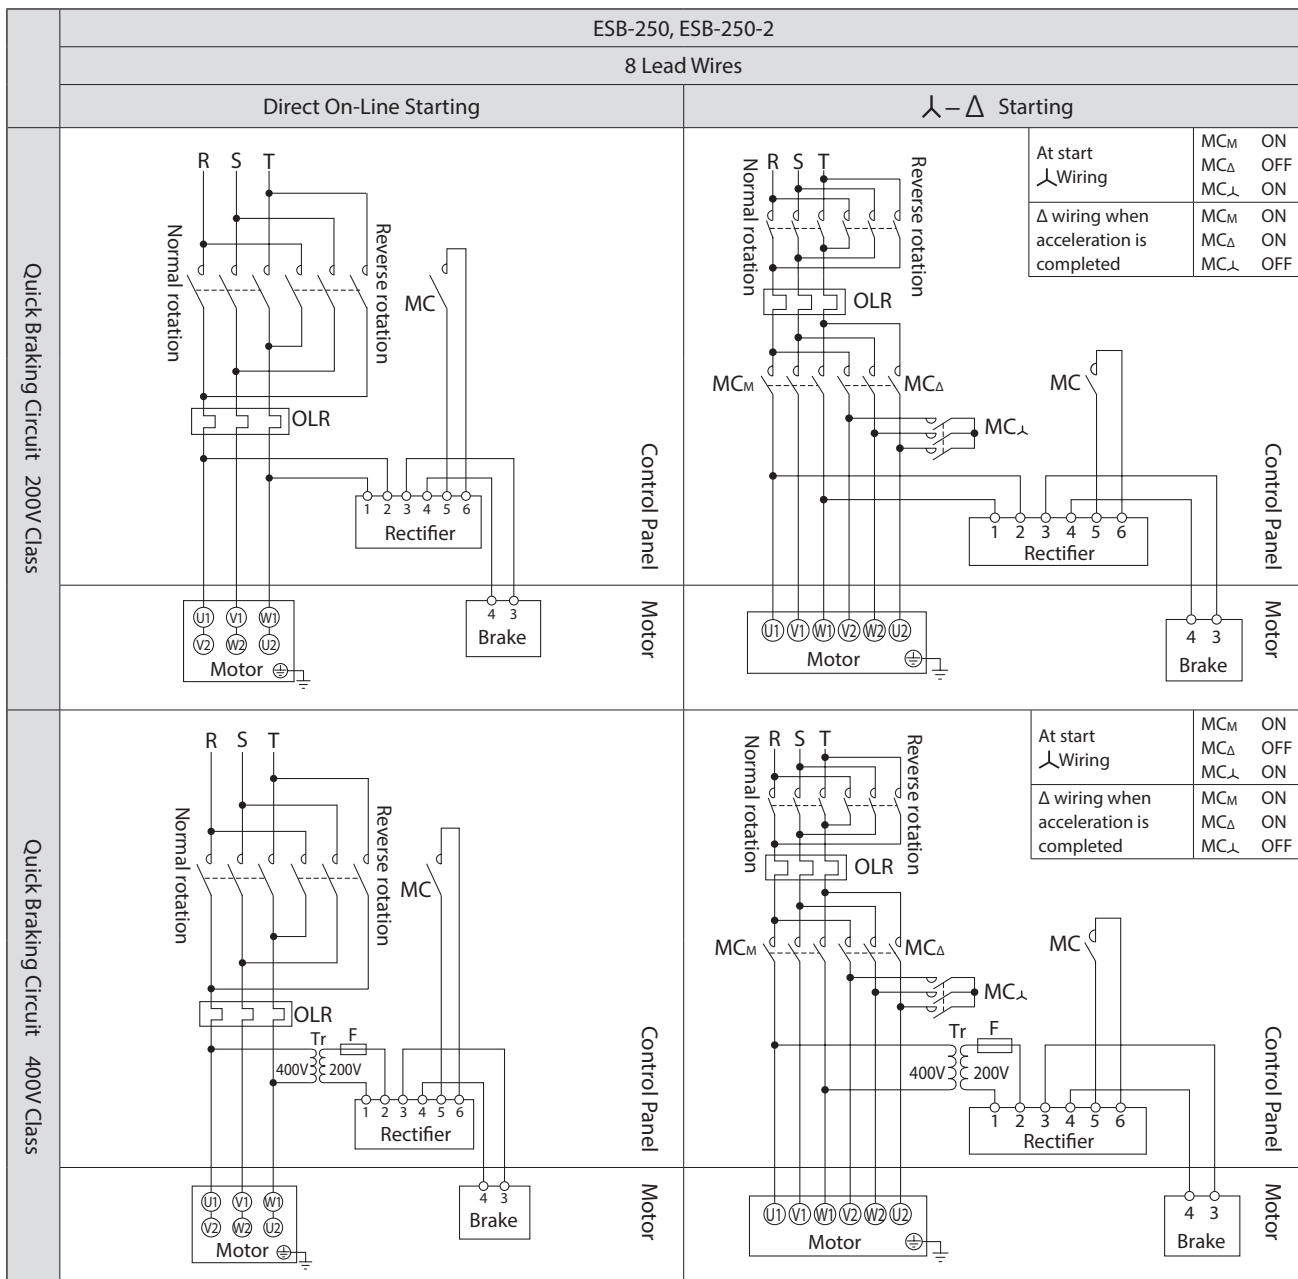 ESB-250, ESB-250-2
8 Lead Wires
Direct On-Line Starting
⅄ – Δ Starting
Quick Braking Circuit 200V Class
R S T
Normal rotation
Reverse rotation
MC
OLR
1 2 3 4 5 6
Rectifier
Control Panel
U1 V1 W1
V2 W2 U2
Motor
4 3
Brake
Motor
R S T
Normal rotation
Reverse rotation
At start
⅄ Wiring
MCM ON
MCΔ OFF
MC⅄ ON
Δ wiring when
acceleration is
completed
MCM ON
MCΔ ON
MC⅄ OFF
OLR
MCM
MCΔ
MC
MC⅄
1 2 3 4 5 6
Rectifier
Control Panel
U1 V1 W1 V2 W2 U2
Motor
4 3
Brake
Motor
Quick Braking Circuit 400V Class
R S T
Normal rotation
Reverse rotation
MC
OLR
Tr F
400V 200V
1 2 3 4 5 6
Rectifier
Control Panel
U1 V1 W1
V2 W2 U2
Motor
4 3
Brake
Motor
R S T
Normal rotation
Reverse rotation
At start
⅄ Wiring
MCM ON
MCΔ OFF
MC⅄ ON
Δ wiring when
acceleration is
completed
MCM ON
MCΔ ON
MC⅄ OFF
OLR
MCM
MCΔ
MC
MC⅄
Tr F
400V 200V
1 2 3 4 5 6
Rectifier
Control Panel
U1 V1 W1 V2 W2 U2
Motor
4 3
Brake
Motor